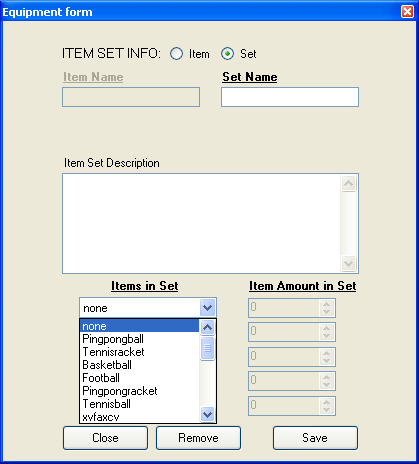 Equipment form
ITEM SET INFO: Item Set
Item Name Set Name
Item Set Description
Items in Set Item Amount in Set
none 0
none
Pingpongball 0
Tennisracket
Basketball 0
Football
Pingpongracket 0
Tennisball
xvfaxcv 0
Close Remove Save